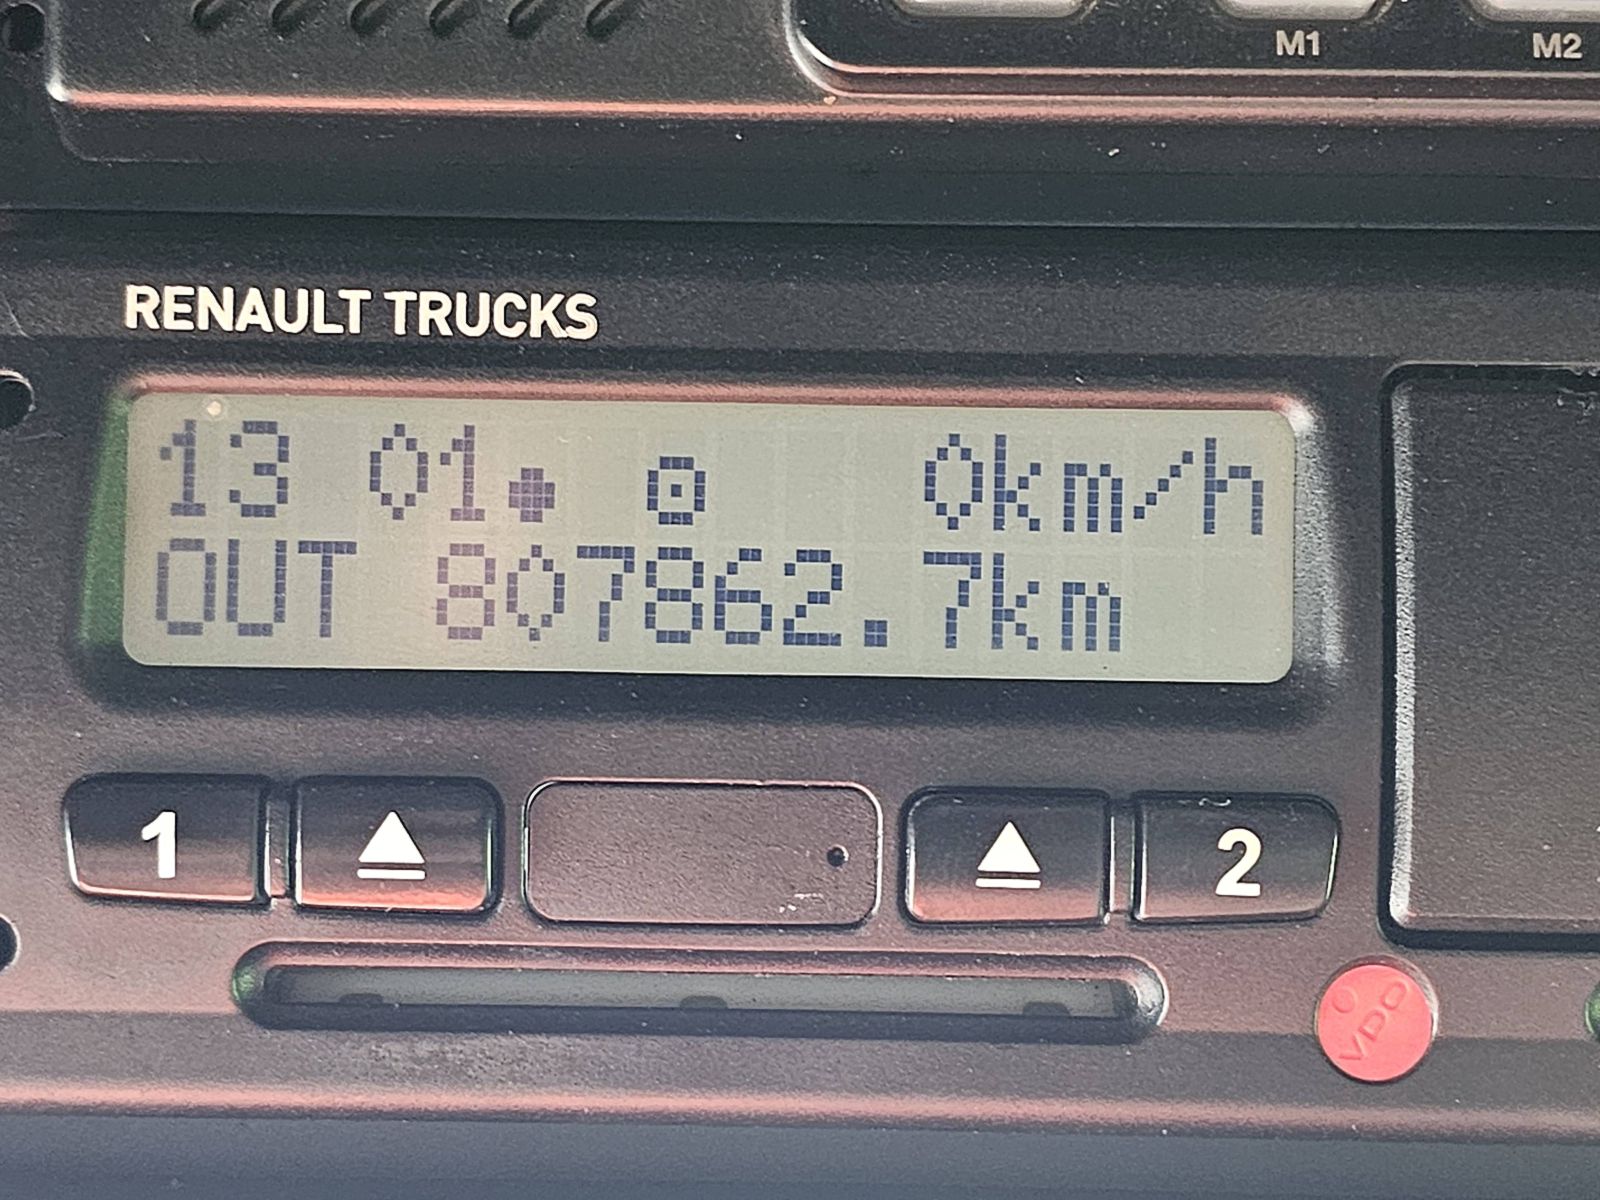 M1 M2
RENAULT TRUCKS
13 01 0km/h
OUT 807862.7km
1 2
VDO